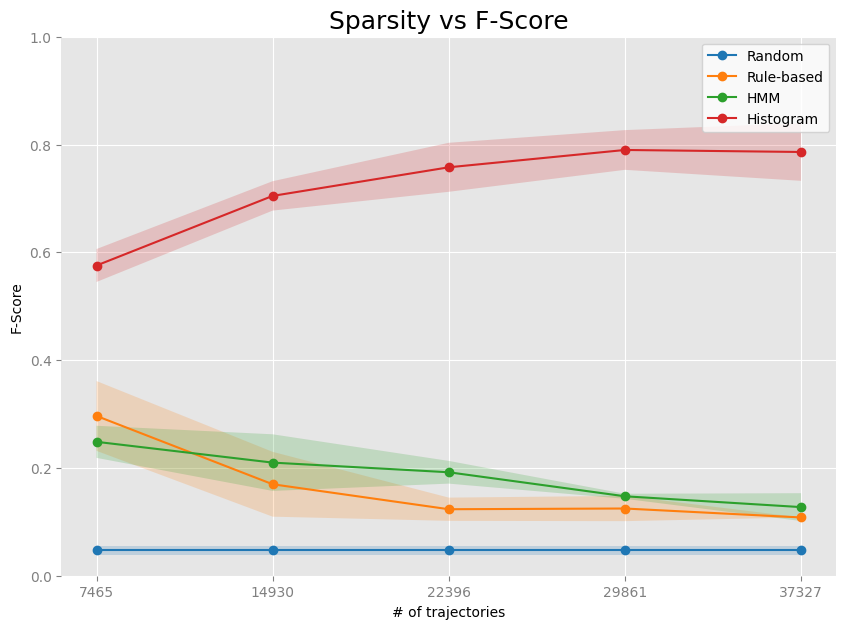 Sparsity vs F-Score
Random
Rule-based
HMM
Histogram
1.0
0.8
0.6
0.4
0.2
0.0
F-Score
7465 14930 22396 29861 37327
# of trajectories